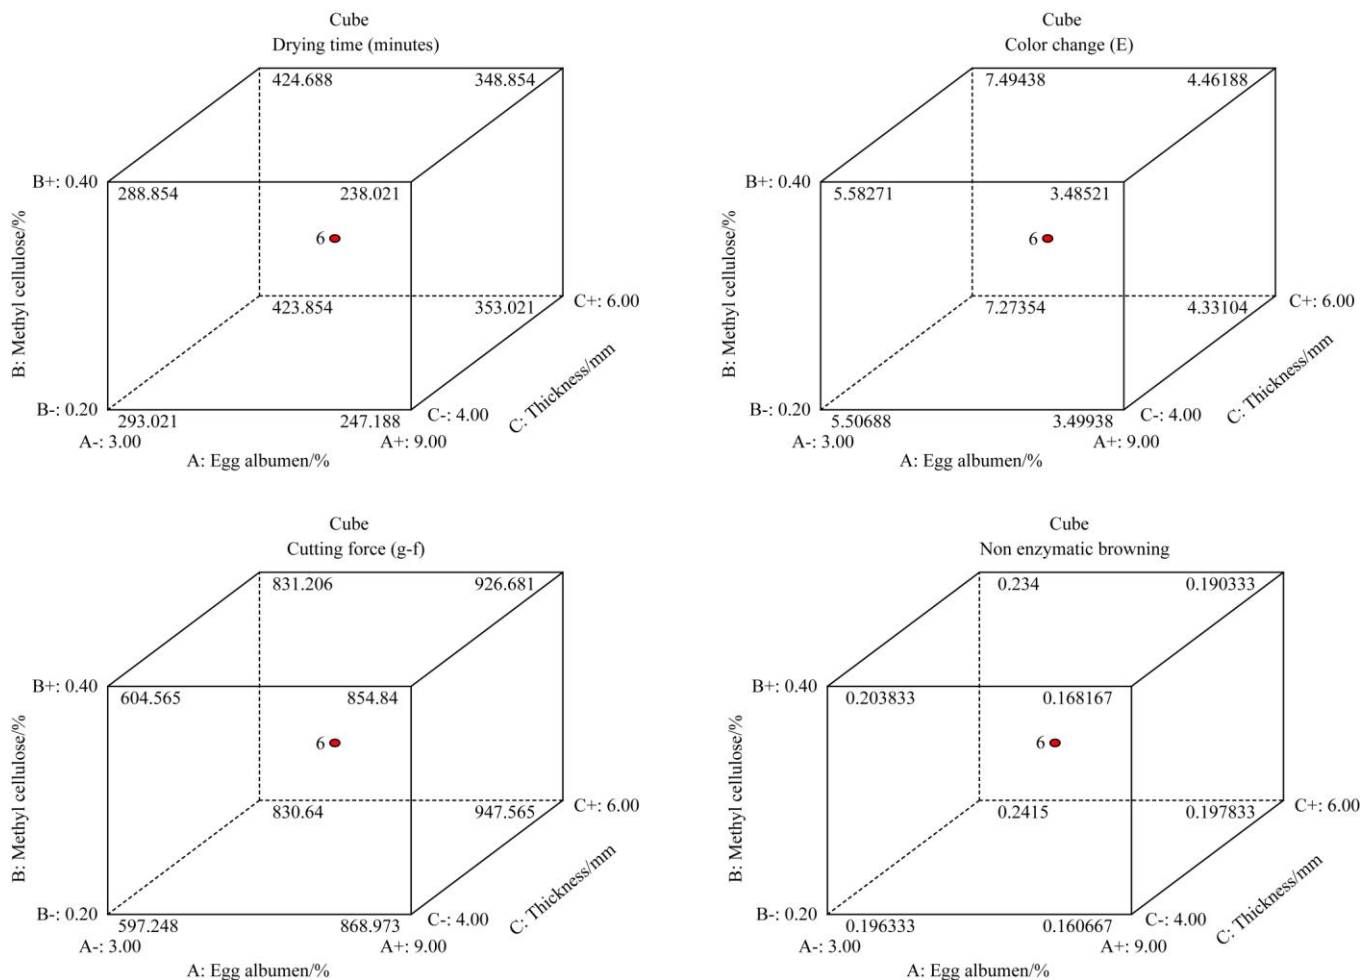 Cube
Drying time (minutes)
424.688 348.854
B+: 0.40
288.854 238.021
6
B: Methyl cellulose/%
423.854 353.021
C+: 6.00
C: Thickness/mm
B-: 0.20
293.021 247.188
C-: 4.00
A-: 3.00 A+: 9.00
A: Egg albumen/%
Cube
Color change (E)
7.49438 4.46188
B+: 0.40
5.58271 3.48521
6
B: Methyl cellulose/%
7.27354 4.33104
C+: 6.00
C: Thickness/mm
B-: 0.20
5.50688 3.49938
C-: 4.00
A-: 3.00 A+: 9.00
A: Egg albumen/%
Cube
Cutting force (g-f)
831.206 926.681
B+: 0.40
604.565 854.84
6
B: Methyl cellulose/%
830.64 947.565
C+: 6.00
C: Thickness/mm
B-: 0.20
597.248 868.973
C-: 4.00
A-: 3.00 A+: 9.00
A: Egg albumen/%
Cube
Non enzymatic browning
0.234 0.190333
B+: 0.40
0.203833 0.168167
6
B: Methyl cellulose/%
0.2415 0.197833
C+: 6.00
C: Thickness/mm
B-: 0.20
0.196333 0.160667
C-: 4.00
A-: 3.00 A+: 9.00
A: Egg albumen/%